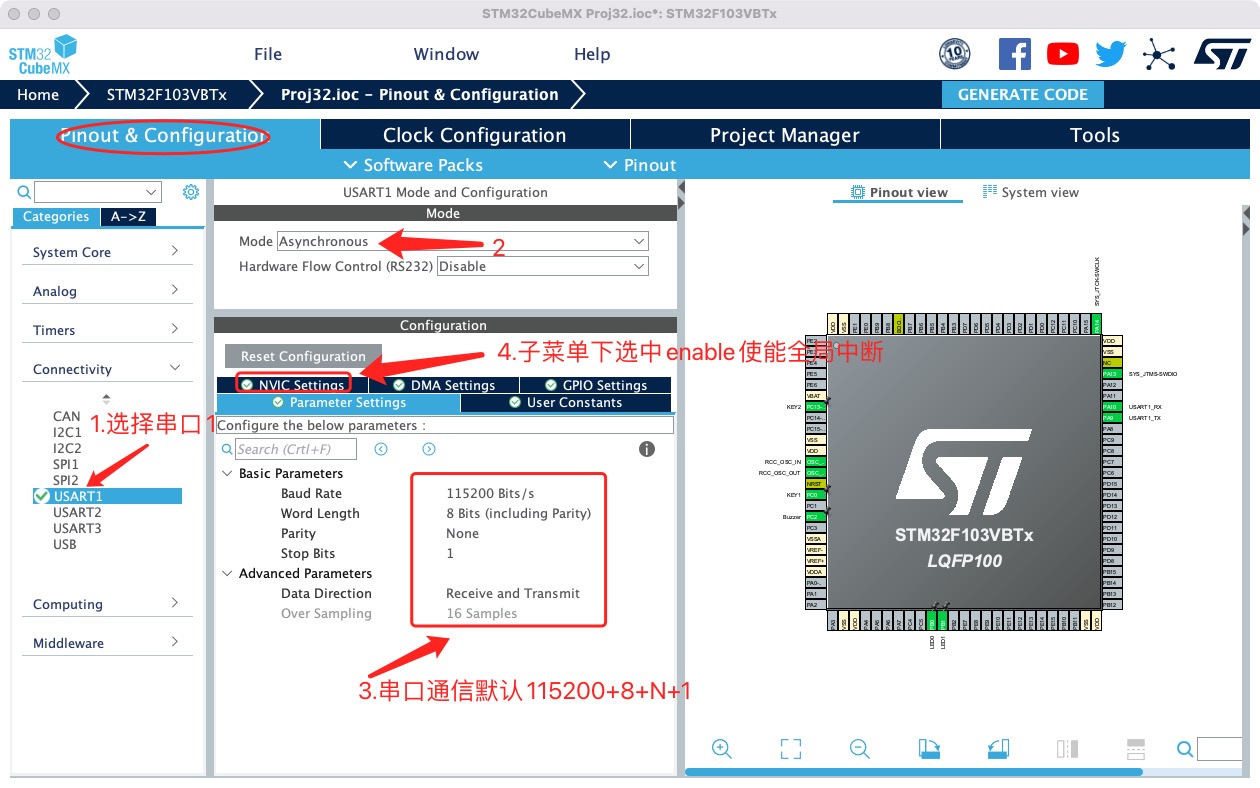 STM32CubeMX Proj32.ioc*: STM32F103VBTx
STM32 CubeMX
File
Window
Help
10 YEARS
Home
STM32F103VBTx
Proj32.ioc – Pinout & Configuration
GENERATE CODE
Pinout & Configuration
Clock Configuration
Project Manager
Tools
Software Packs
Pinout
Categories
A->Z
System Core
Analog
Timers
Connectivity
CAN
I2C1
I2C2
SPI1
SPI2
USART1
USART2
USART3
USB
Computing
Middleware
1.选择串口1
USART1 Mode and Configuration
Mode
Mode Asynchronous
2
Hardware Flow Control (RS232) Disable
Configuration
Reset Configuration
4.子菜单下选中enable使能全局中断
NVIC Settings
DMA Settings
GPIO Settings
Parameter Settings
User Constants
Configure the below parameters :
Search (Crtl+F)
Basic Parameters
Baud Rate 115200 Bits/s
Word Length 8 Bits (including Parity)
Parity None
Stop Bits 1
Advanced Parameters
Data Direction Receive and Transmit
Over Sampling 16 Samples
3.串口通信默认115200+8+N+1
Pinout view
System view
SYS_JTCK-SWCLK
SYS_JTMS-SWDIO
USART1_RX
USART1_TX
KEY2
RCC_OSC_IN
RCC_OSC_OUT
KEY1
Buzzer
LED0
LED1
STM32F103VBTx
LQFP100